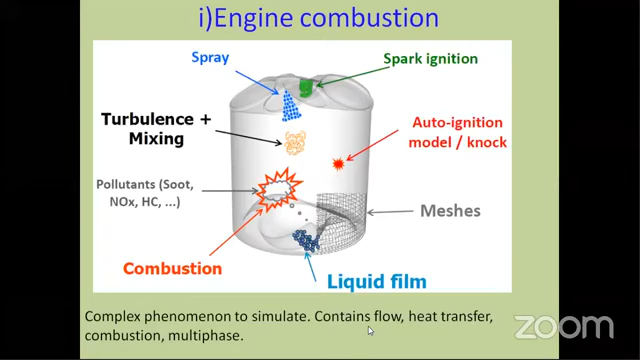 i)Engine combustion
Spray
Spark ignition
Turbulence +
Mixing
Auto-ignition
model / knock
Pollutants (Soot,
NOx, HC, ...)
Meshes
Combustion
Liquid film
Complex phenomenon to simulate. Contains flow, heat transfer,
combustion, multiphase.
zoom